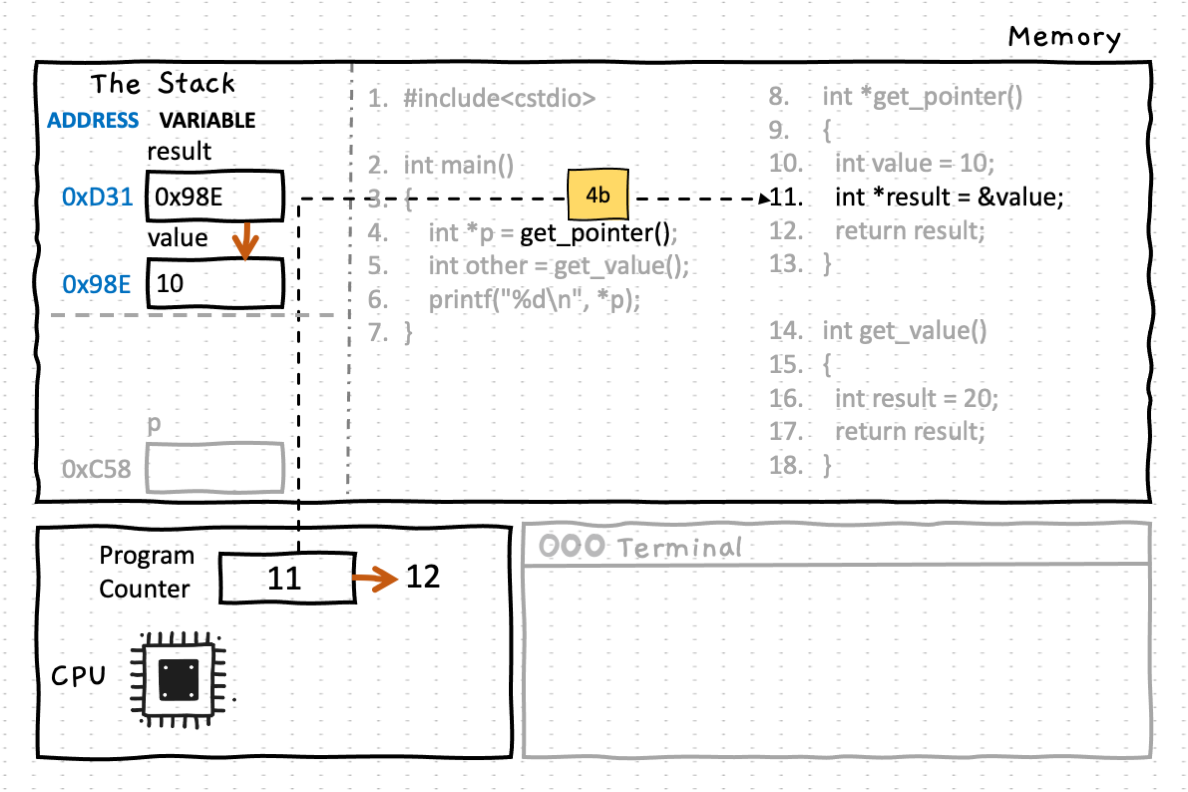 Memory
The Stack
ADDRESS VARIABLE
result
0xD31 0x98E
value
0x98E 10
p
0xC58
1. #include<cstdio>
2. int main()
3. {
4. int *p = get_pointer();
5. int other = get_value();
6. printf("%d\n", *p);
7. }
4b
8. int *get_pointer()
9. {
10. int value = 10;
11. int *result = &value;
12. return result;
13. }
14. int get_value()
15. {
16. int result = 20;
17. return result;
18. }
Program
Counter
11 12
CPU
Terminal